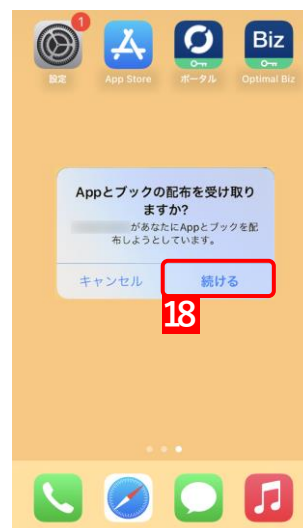 1
Biz
設定
App Store
ポータル
Optimal Biz
Appとブックの配布を受け取り
ますか?
があなたにAppとブックを配
布しようとしています。
キャンセル
続ける
18